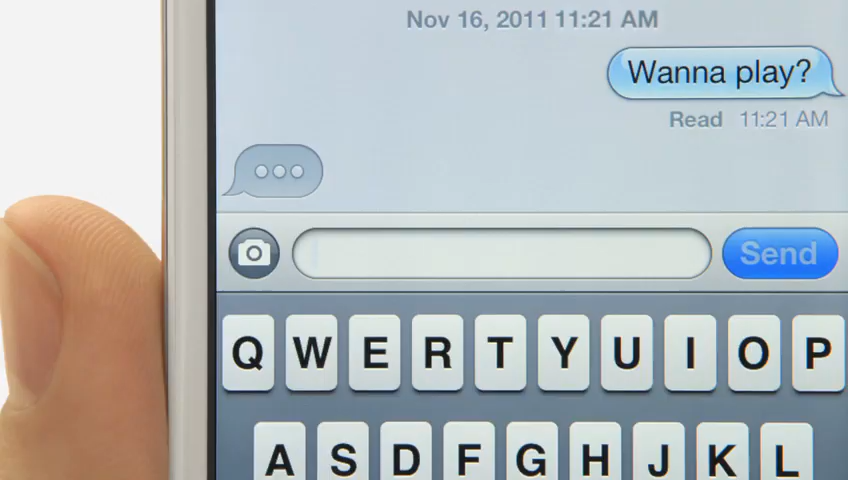 Nov 16, 2011 11:21 AM
Wanna play?
Read 11:21 AM
Send
Q W E R T Y U I O P
A S D F G H J K L